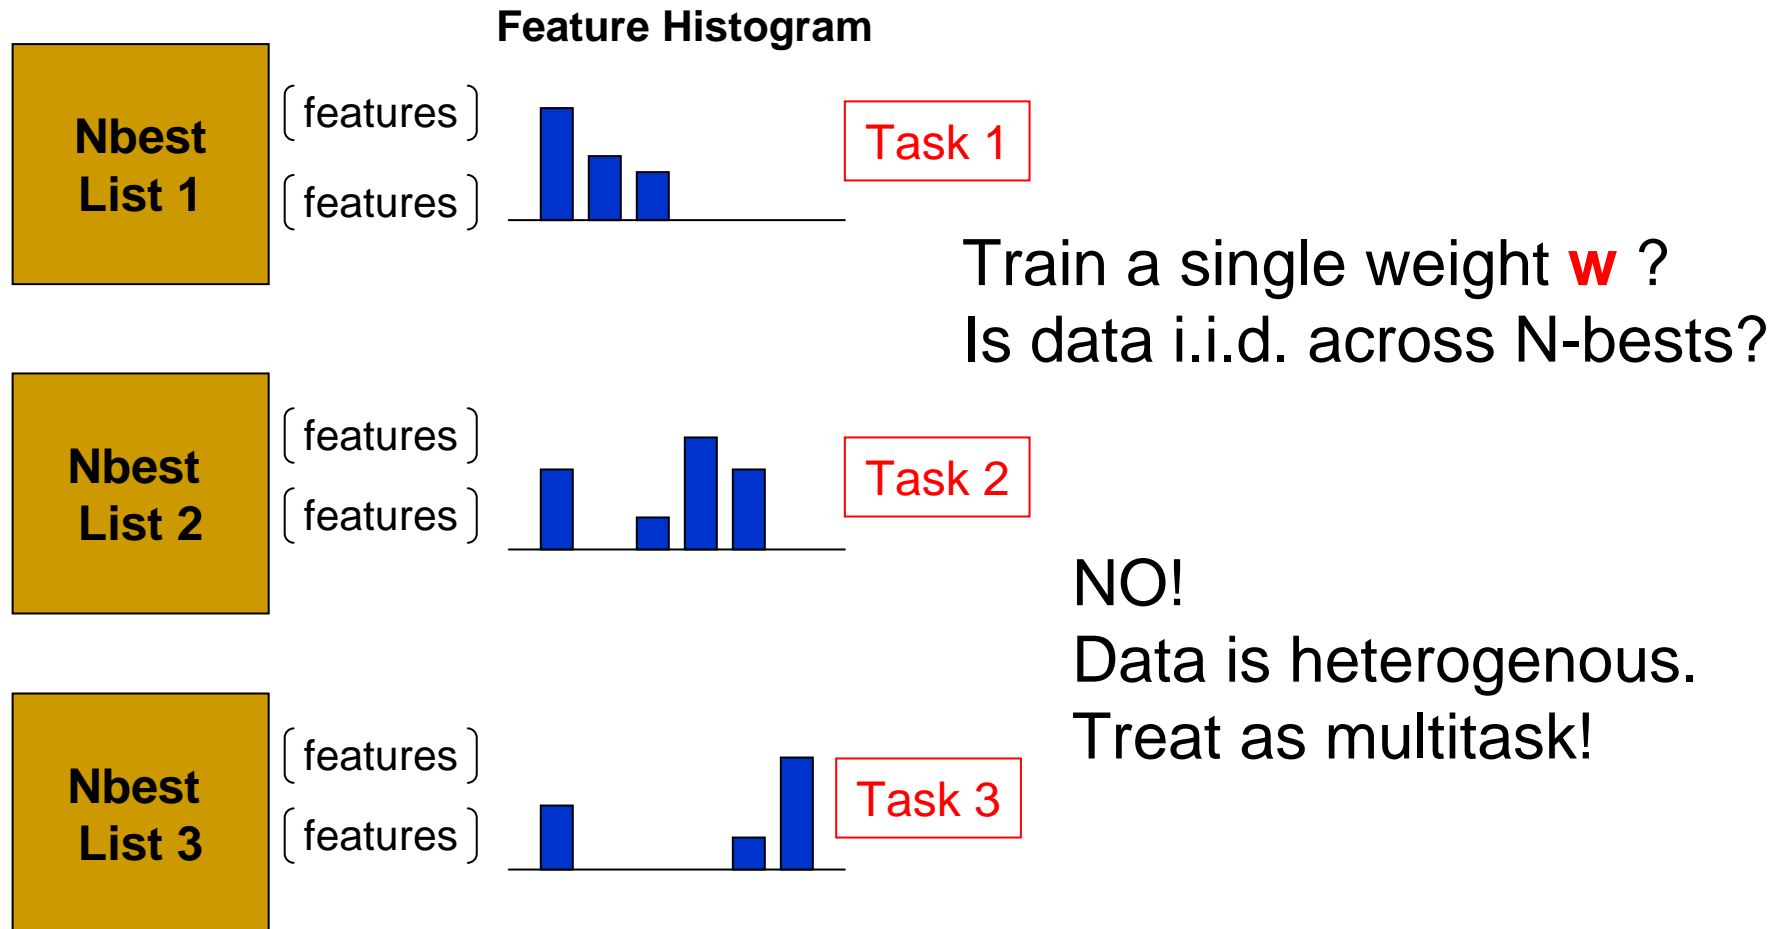 Feature Histogram
Nbest
List 1
features
features
Task 1
Train a single weight w ?
Is data i.i.d. across N-bests?
Nbest
List 2
features
features
Task 2
NO!
Data is heterogenous.
Treat as multitask!
Nbest
List 3
features
features
Task 3